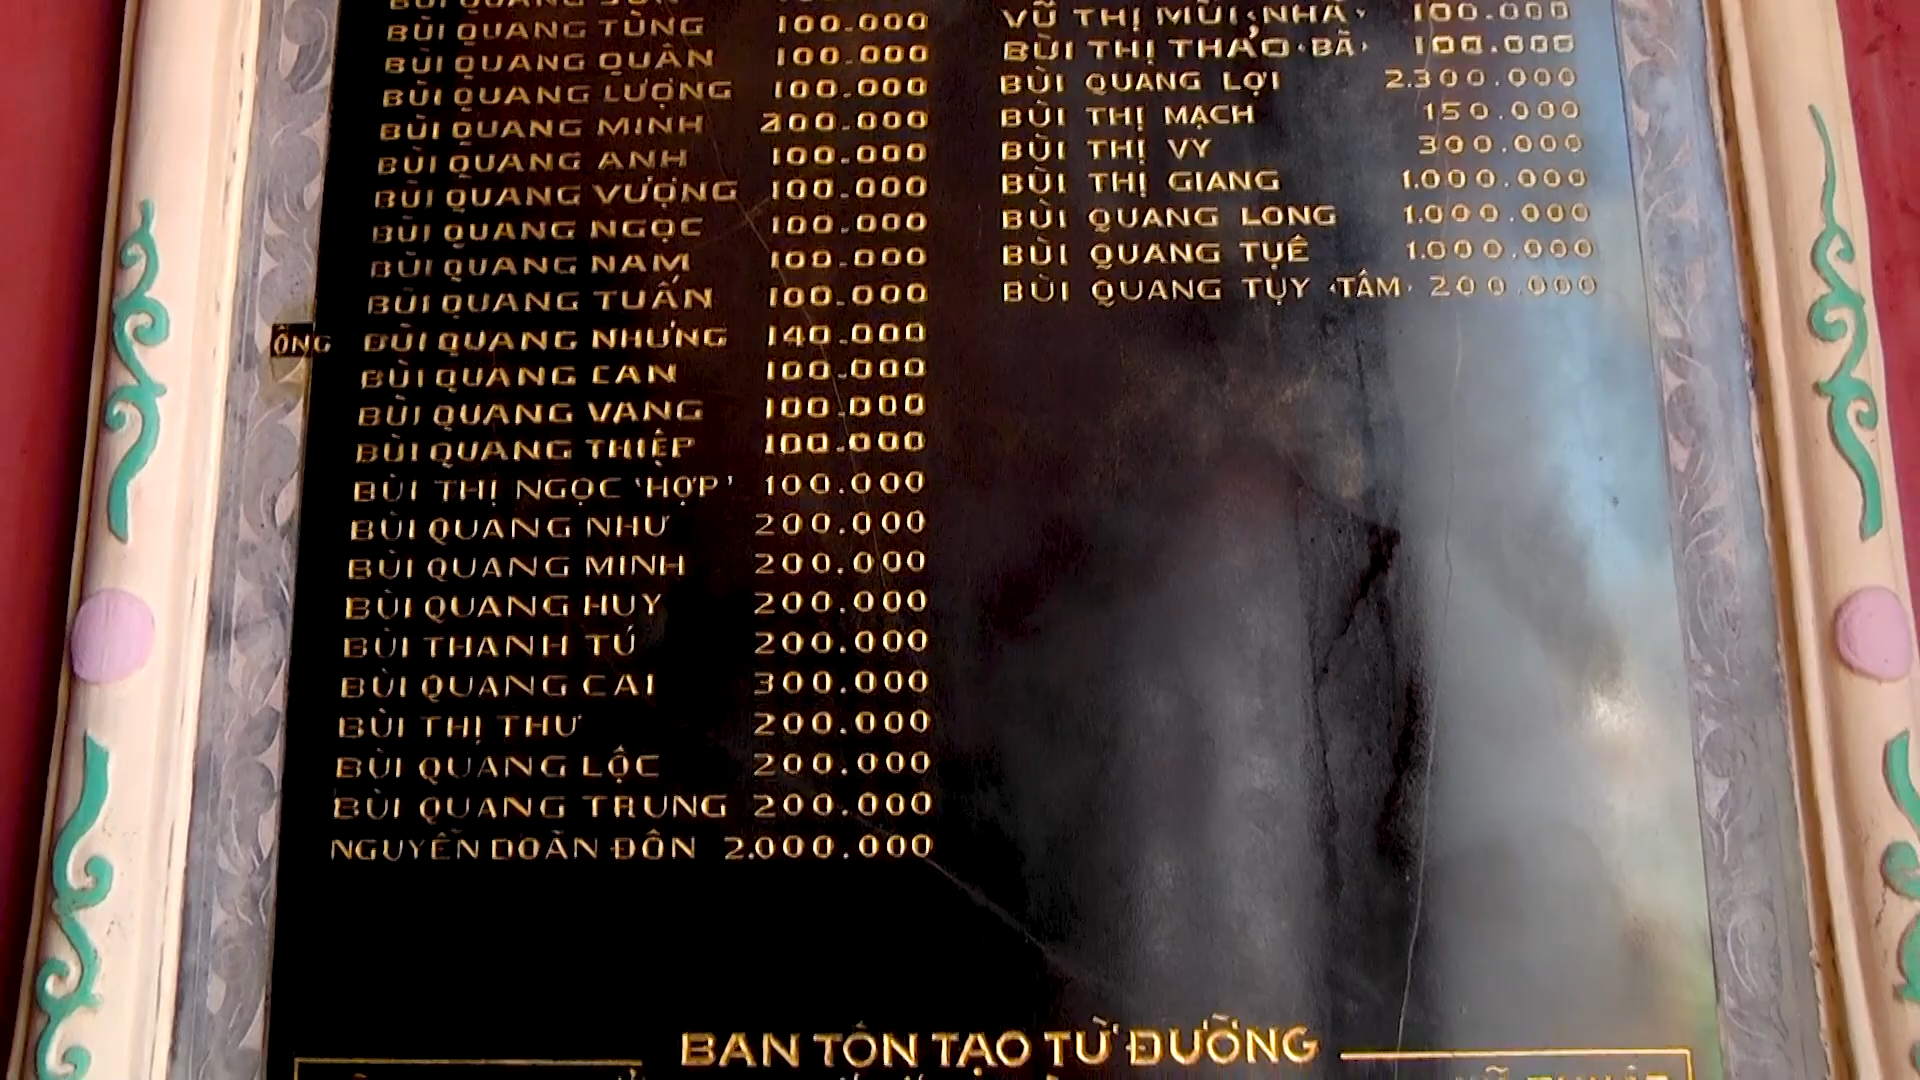 BÙI QUANG SƠN
BÙI QUANG TÙNG 100.000
BÙI QUANG QUÂN 100.000
BÙI QUANG LƯỢNG 100.000
BÙI QUANG MINH 200.000
BÙI QUANG ANH 100.000
BÙI QUANG VƯỢNG 100.000
BÙI QUANG NGỌC 100.000
BÙI QUANG NAM 100.000
BÙI QUANG TUẤN 100.000
ÔNG BÙI QUANG NHƯNG 140.000
BÙI QUANG CAN 100.000
BÙI QUANG VANG 100.000
BÙI QUANG THIỆP 100.000
BÙI THỊ NGỌC 'HỢP' 100.000
BÙI QUANG NHƯ 200.000
BÙI QUANG MINH 200.000
BÙI QUANG HUY 200.000
BÙI THANH TÚ 200.000
BÙI QUANG CAI 300.000
BÙI THỊ THƯ 200.000
BÙI QUANG LỘC 200.000
BÙI QUANG TRUNG 200.000
NGUYỄN DOÃN ĐÔN 2.000.000
VŨ THỊ MÙI ‹NHÃ› 100.000
BÙI THỊ THẢO ‹BÃ› 100.000
BÙI QUANG LỢI 2.300.000
BÙI THỊ MẠCH 150.000
BÙI THỊ VY 300.000
BÙI THỊ GIANG 1.000.000
BÙI QUANG LONG 1.000.000
BÙI QUANG TUỆ 1.000.000
BÙI QUANG TỤY ‹TÂM› 200.000
BAN TÔN TẠO TỪ ĐƯỜNG